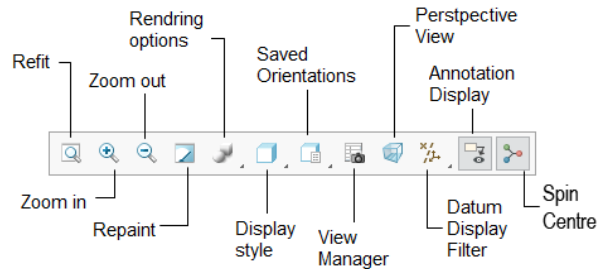 Refit
Zoom out
Rendring
options
Saved
Orientations
Perstpective
View
Annotation
Display
Zoom in
Repaint
Display
style
View
Manager
Datum
Display
Filter
Spin
Centre